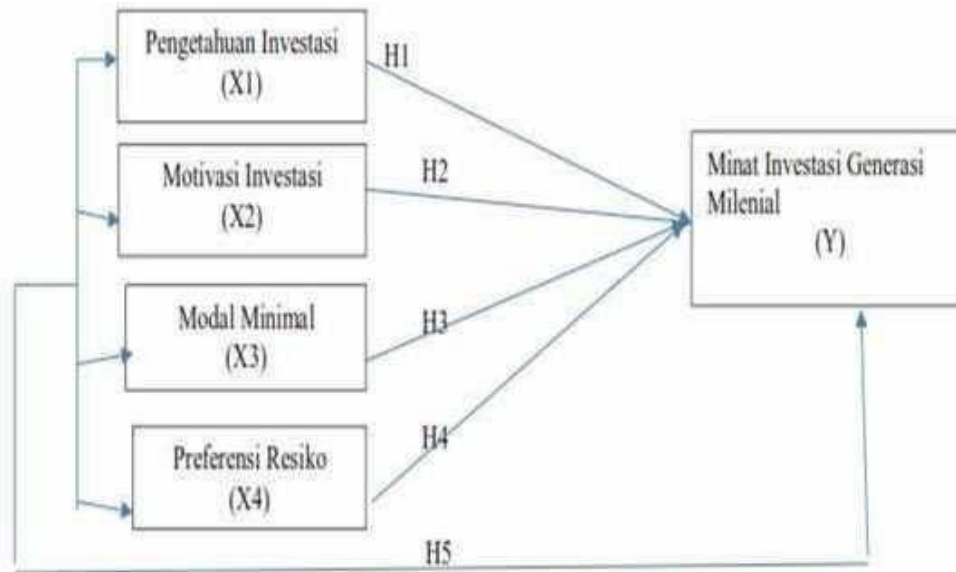 Pengetahuan Investasi
(X1)
H1
Motivasi Investasi
(X2)
H2
Minat Investasi Generasi
Milenial
(Y)
Modal Minimal
(X3)
H3
Preferensi Resiko
(X4)
H4
H5